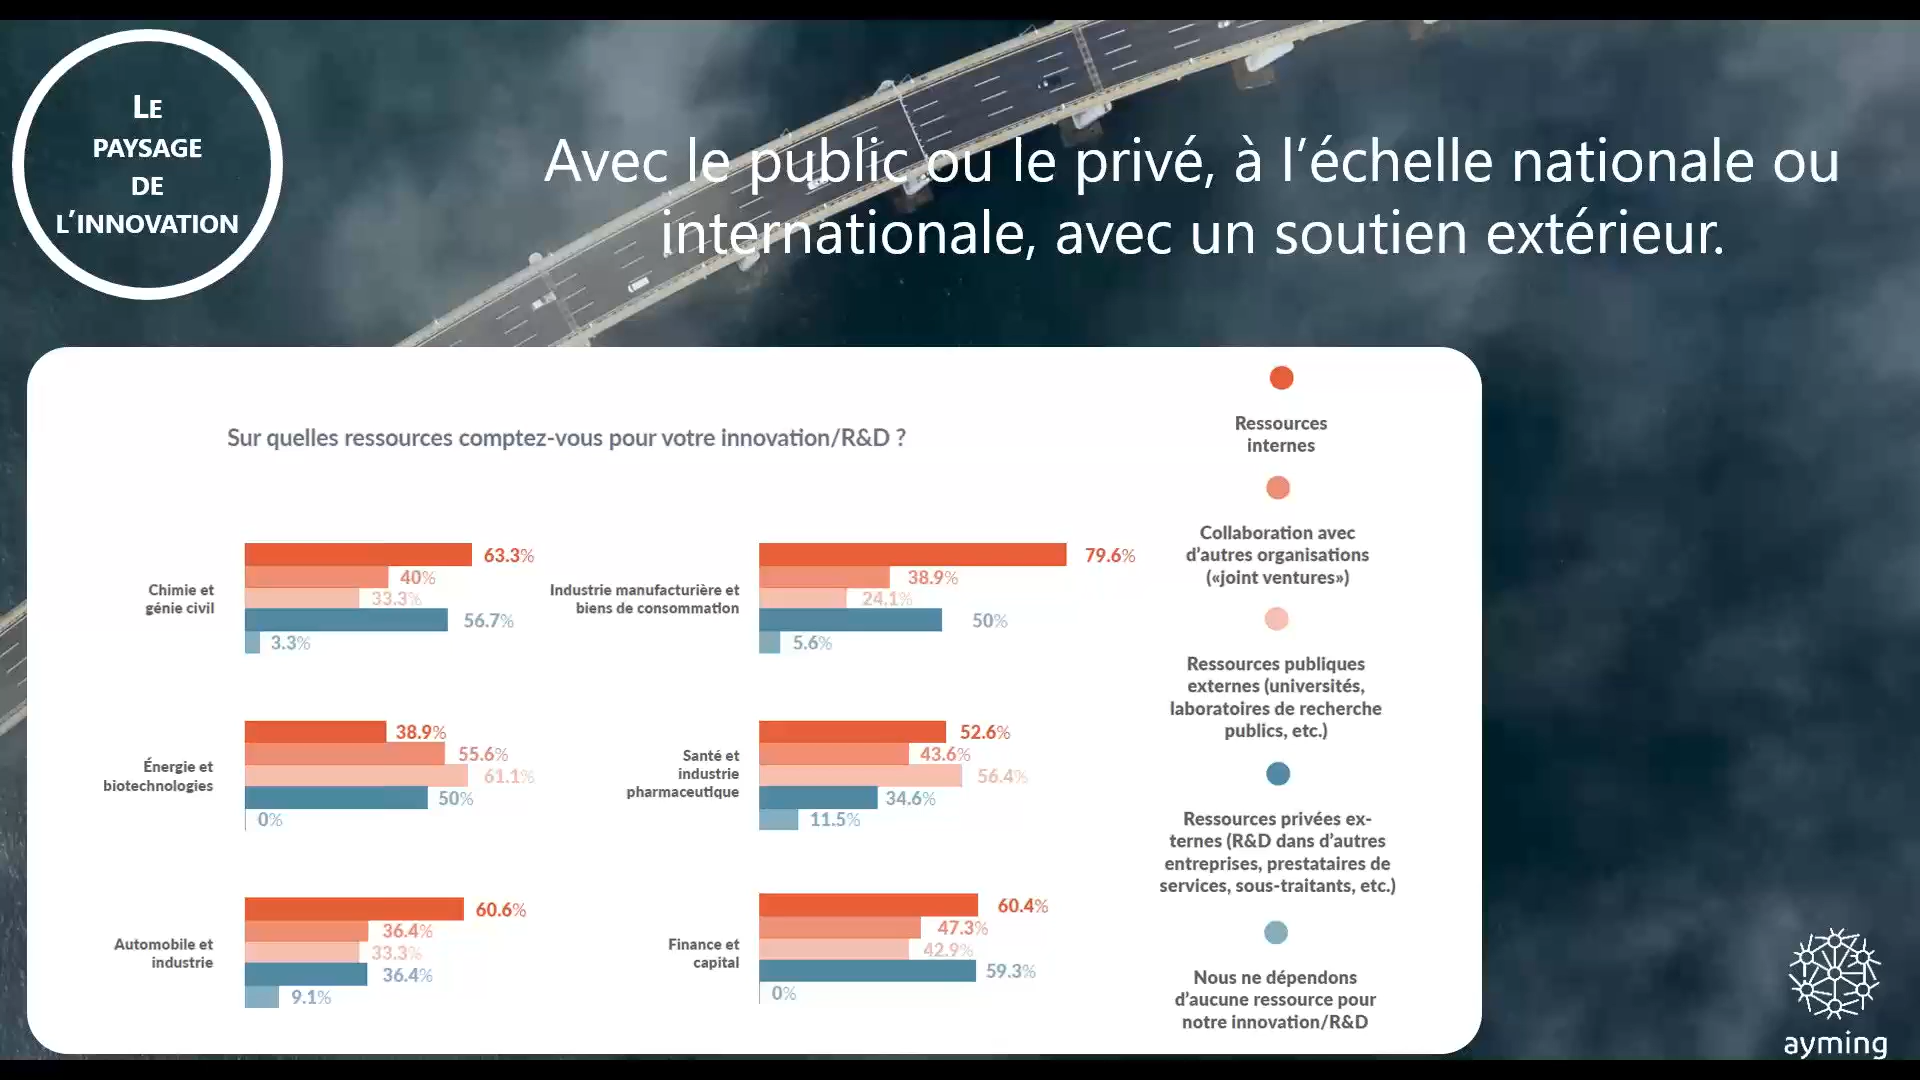 LE
PAYSAGE
DE
L'INNOVATION
Avec le public ou le privé, à l'échelle nationale ou
internationale, avec un soutien extérieur.
Sur quelles ressources comptez-vous pour votre innovation/R&D ?
Chimie et
génie civil
63.3%
40%
33.3%
56.7%
3.3%
Industrie manufacturière et
biens de consommation
79.6%
38.9%
24.1%
50%
5.6%
Énergie et
biotechnologies
38.9%
55.6%
61.1%
50%
0%
Santé et
industrie
pharmaceutique
52.6%
43.6%
56.4%
34.6%
11.5%
Automobile et
industrie
60.6%
36.4%
33.3%
36.4%
9.1%
Finance et
capital
60.4%
47.3%
42.9%
59.3%
0%
Ressources
internes
Collaboration avec
d'autres organisations
(«joint ventures»)
Ressources publiques
externes (universités,
laboratoires de recherche
publics, etc.)
Ressources privées ex-
ternes (R&D dans d'autres
entreprises, prestataires de
services, sous-traitants, etc.)
Nous ne dépendons
d'aucune ressource pour
notre innovation/R&D
ayming